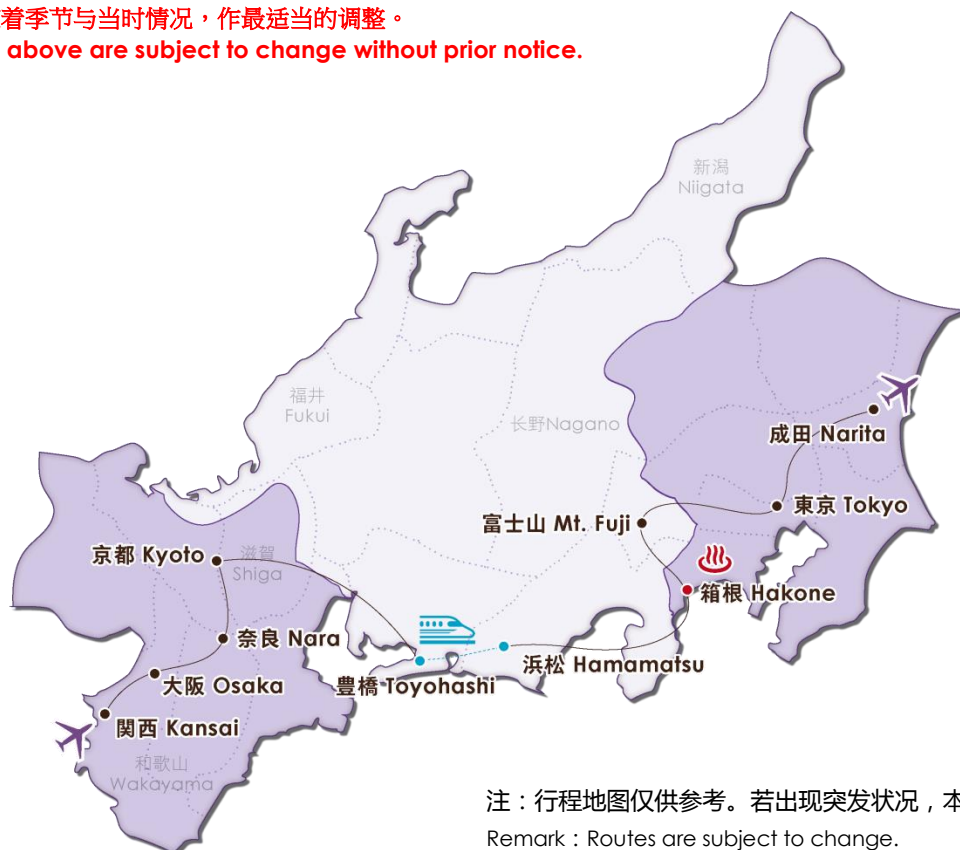 着季节与当时情况，作最适当的调整。
above are subject to change without prior notice.
新潟
Niigata
福井
Fukui
长野Nagano
成田 Narita
東京 Tokyo
富士山 Mt. Fuji
箱根 Hakone
京都 Kyoto
滋賀
Shiga
奈良 Nara
浜松 Hamamatsu
大阪 Osaka
豊橋 Toyohashi
関西 Kansai
和歌山
Wakayama
注：行程地图仅供参考。若出现突发状况，本
Remark : Routes are subject to change.